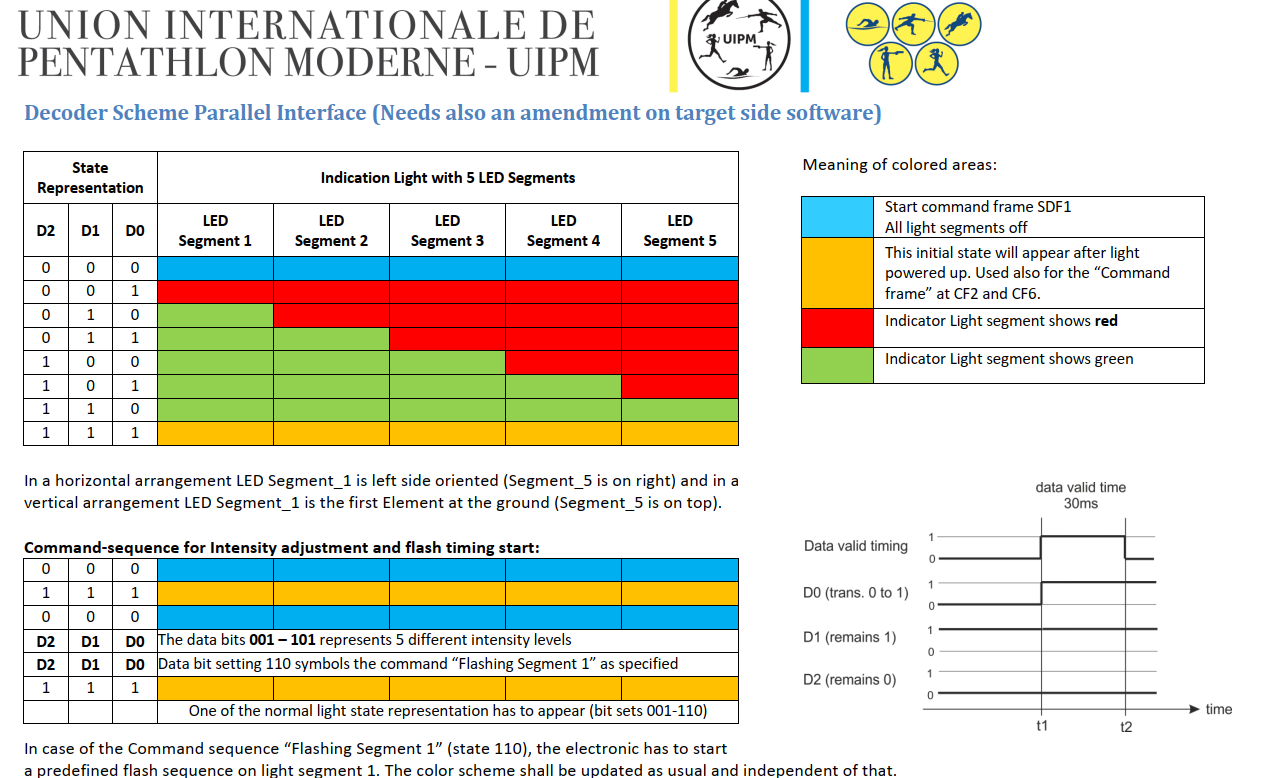 UNION INTERNATIONALE DE
PENTATHLON MODERNE - UIPM
UIPM
Decoder Scheme Parallel Interface (Needs also an amendment on target side software)
State
Representation
Indication Light with 5 LED Segments
D2 D1 D0
LED
Segment 1
LED
Segment 2
LED
Segment 3
LED
Segment 4
LED
Segment 5
0 0 0
0 0 1
0 1 0
0 1 1
1 0 0
1 0 1
1 1 0
1 1 1
Meaning of colored areas:
Start command frame SDF1
All light segments off
This initial state will appear after light
powered up. Used also for the “Command
frame” at CF2 and CF6.
Indicator Light segment shows red
Indicator Light segment shows green
In a horizontal arrangement LED Segment_1 is left side oriented (Segment_5 is on right) and in a
vertical arrangement LED Segment_1 is the first Element at the ground (Segment_5 is on top).
Command-sequence for Intensity adjustment and flash timing start:
0 0 0
1 1 1
0 0 0
D2 D1 D0 The data bits 001 – 101 represents 5 different intensity levels
D2 D1 D0 Data bit setting 110 symbols the command “Flashing Segment 1” as specified
1 1 1
One of the normal light state representation has to appear (bit sets 001-110)
data valid time
30ms
Data valid timing 1
0
D0 (trans. 0 to 1) 1
0
D1 (remains 1) 1
0
D2 (remains 0) 1
0
time
t1 t2
In case of the Command sequence “Flashing Segment 1” (state 110), the electronic has to start
a predefined flash sequence on light segment 1. The color scheme shall be updated as usual and independent of that.